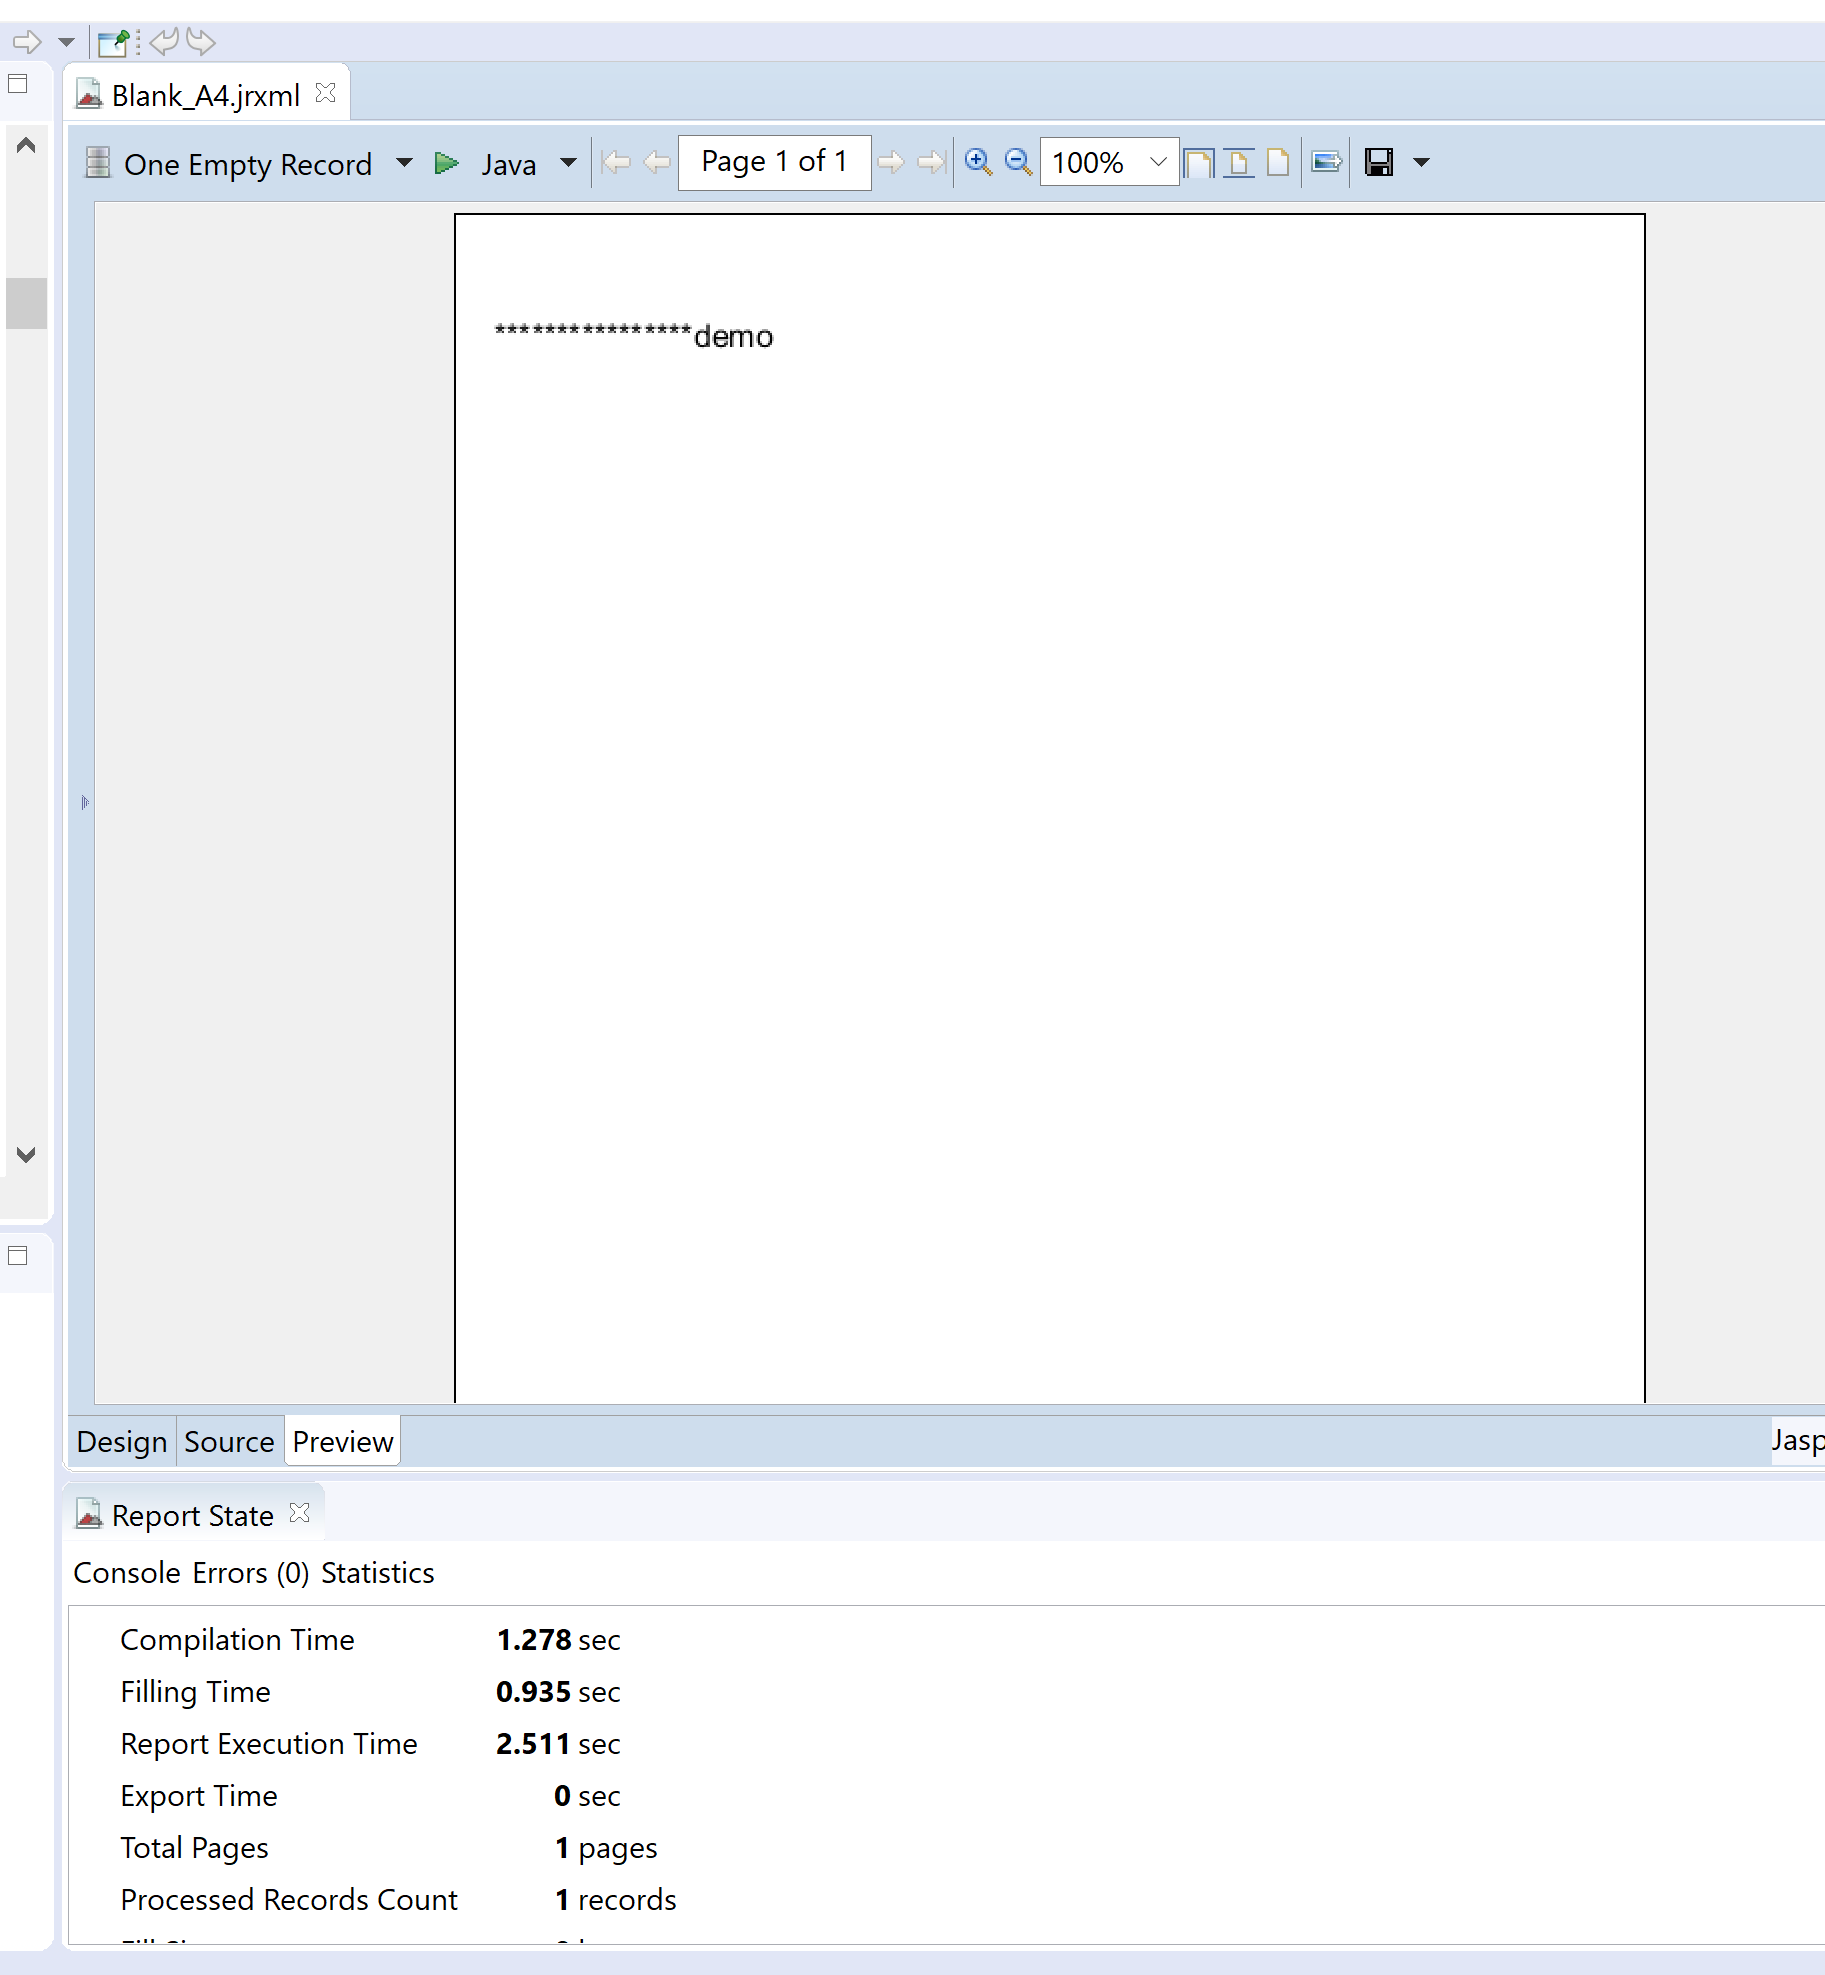 Blank_A4.jrxml
One Empty Record Java Page 1 of 1 100%
****************demo
Design Source Preview Jasp
Report State
Console Errors (0) Statistics
Compilation Time 1.278 sec
Filling Time 0.935 sec
Report Execution Time 2.511 sec
Export Time 0 sec
Total Pages 1 pages
Processed Records Count 1 records